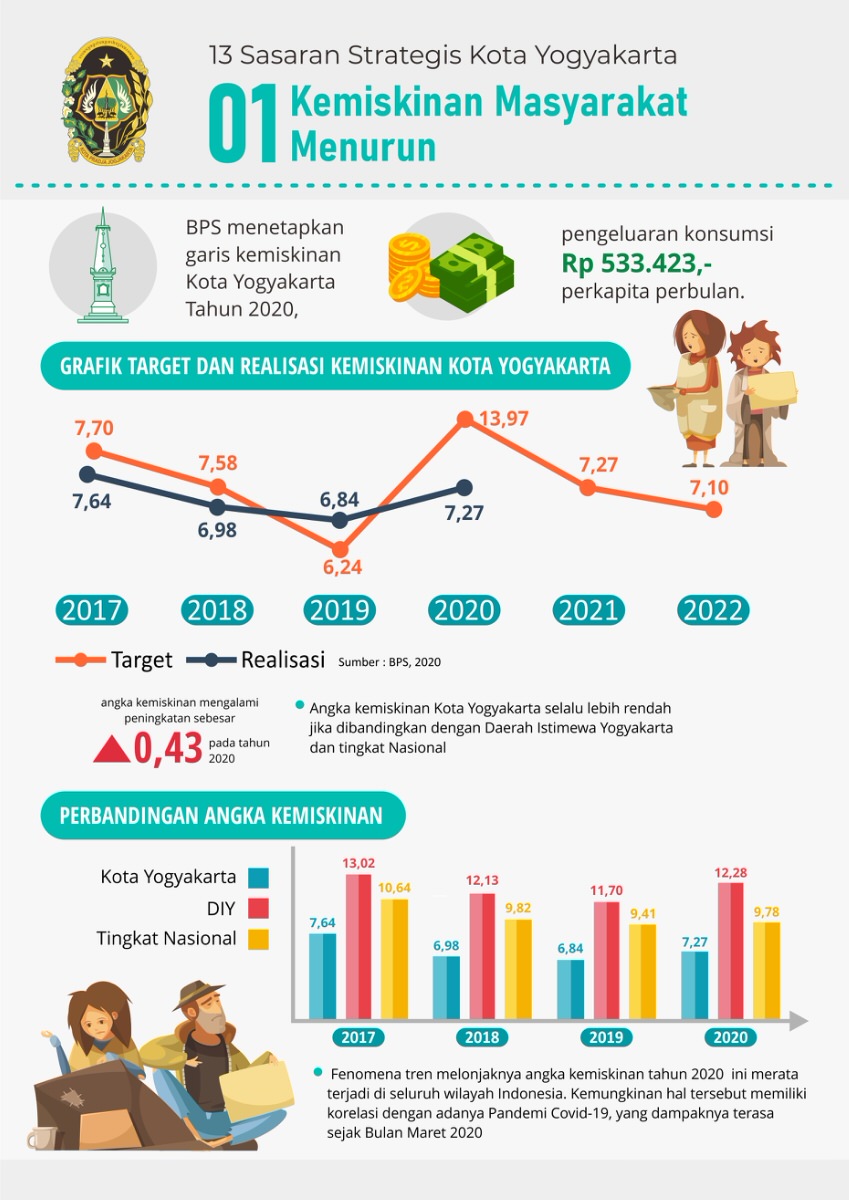 13 Sasaran Strategis Kota Yogyakarta
01 Kemiskinan Masyarakat
Menurun
BPS menetapkan
garis kemiskinan
Kota Yogyakarta
Tahun 2020,
pengeluaran konsumsi
Rp 533.423,-
perkapita perbulan.
GRAFIK TARGET DAN REALISASI KEMISKINAN KOTA YOGYAKARTA
7,70
7,58
6,84
13,97
7,27
7,10
7,64
6,98
6,24
7,27
2017 2018 2019 2020 2021 2022
Target Realisasi Sumber : BPS, 2020
angka kemiskinan mengalami
peningkatan sebesar
0,43 pada tahun
2020
Angka kemiskinan Kota Yogyakarta selalu lebih rendah
jika dibandingkan dengan Daerah Istimewa Yogyakarta
dan tingkat Nasional
PERBANDINGAN ANGKA KEMISKINAN
Kota Yogyakarta
DIY
Tingkat Nasional
7,64 13,02 10,64
6,98 12,13 9,82
6,84 11,70 9,41
7,27 12,28 9,78
2017 2018 2019 2020
Fenomena tren melonjaknya angka kemiskinan tahun 2020 ini merata
terjadi di seluruh wilayah Indonesia. Kemungkinan hal tersebut memiliki
korelasi dengan adanya Pandemi Covid-19, yang dampaknya terasa
sejak Bulan Maret 2020